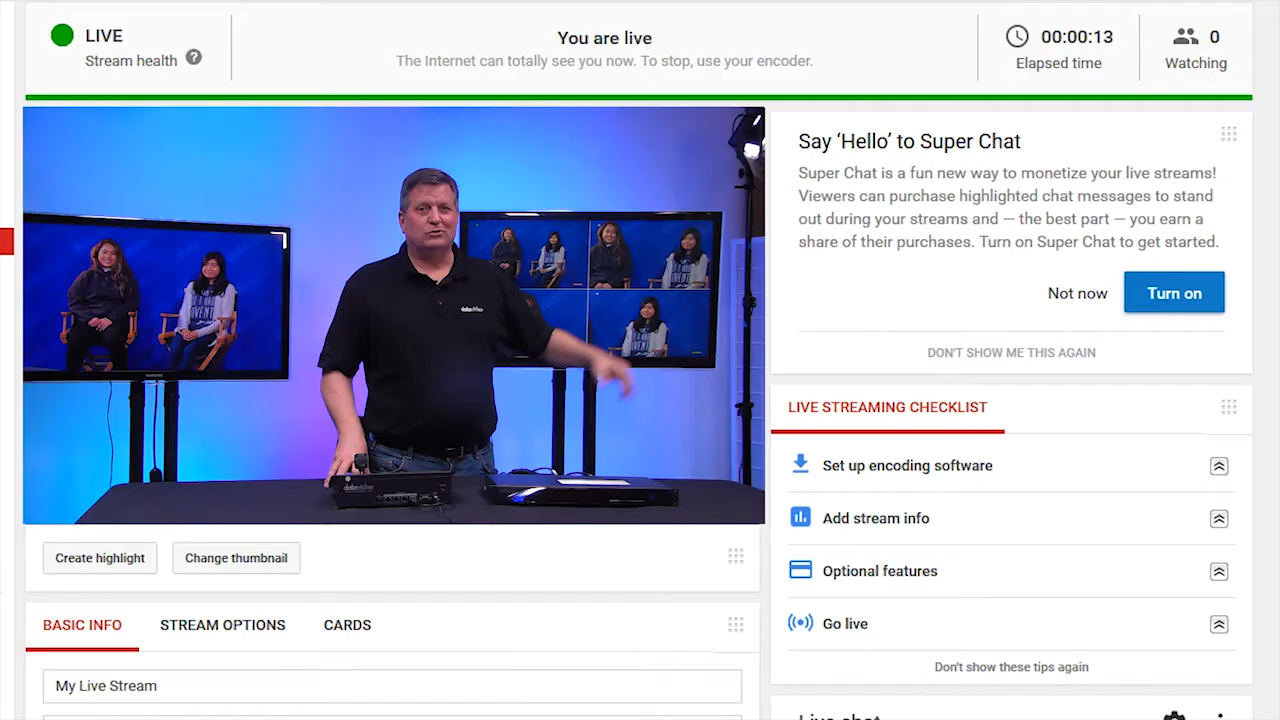 LIVE
Stream health ?
You are live
The Internet can totally see you now. To stop, use your encoder.
00:00:13
Elapsed time
0
Watching
Say ‘Hello’ to Super Chat
Super Chat is a fun new way to monetize your live streams!
Viewers can purchase highlighted chat messages to stand
out during your streams and — the best part — you earn a
share of their purchases. Turn on Super Chat to get started.
Not now
Turn on
DON'T SHOW ME THIS AGAIN
LIVE STREAMING CHECKLIST
Set up encoding software
Add stream info
Optional features
Go live
Don't show these tips again
Live chat
datavideo
datavideo
Create highlight
Change thumbnail
BASIC INFO
STREAM OPTIONS
CARDS
My Live Stream